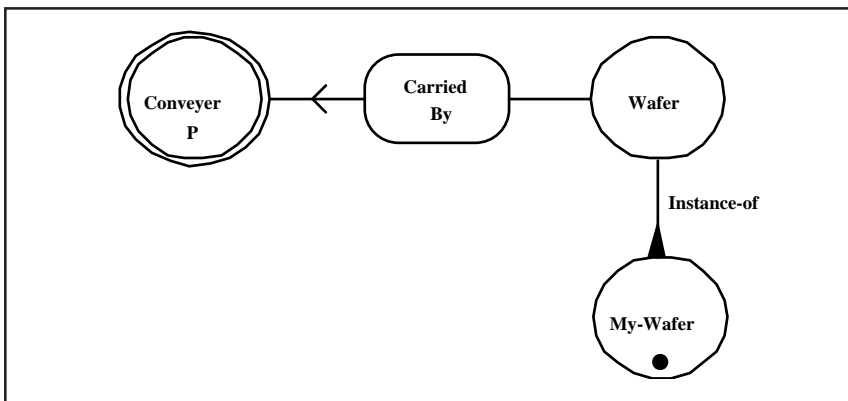 Conveyer
P
Carried
By
Wafer
Instance-of
My-Wafer